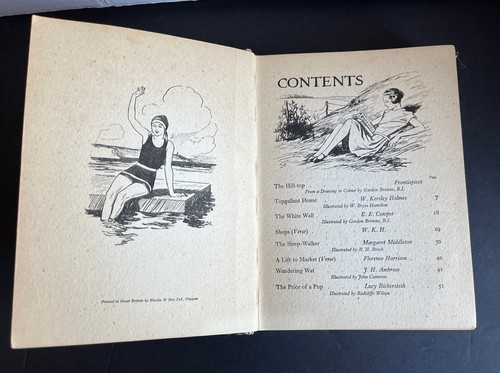 Printed in Great Britain by Blackie & Son, Ltd., Glasgow
CONTENTS
Page
The Hill-top Frontispiece
From a Drawing in Colour by Gordon Browne, R.I.
Topgallant House W. Kersley Holmes 7
Illustrated by W. Bryce Hamilton
The White Wolf E. E. Cowper 18
Illustrated by Gordon Browne, R.I.
Shops (Verse) W. K. H. 29
The Sleep-Walker Margaret Middleton 30
Illustrated by H. M. Brock
A Lift to Market (Verse) Florence Harrison 40
Wandering Wat J. H. Ambrose 41
Illustrated by John Cameron
The Price of a Pup Lucy Bickersteth 51
Illustrated by Radcliffe Wilson